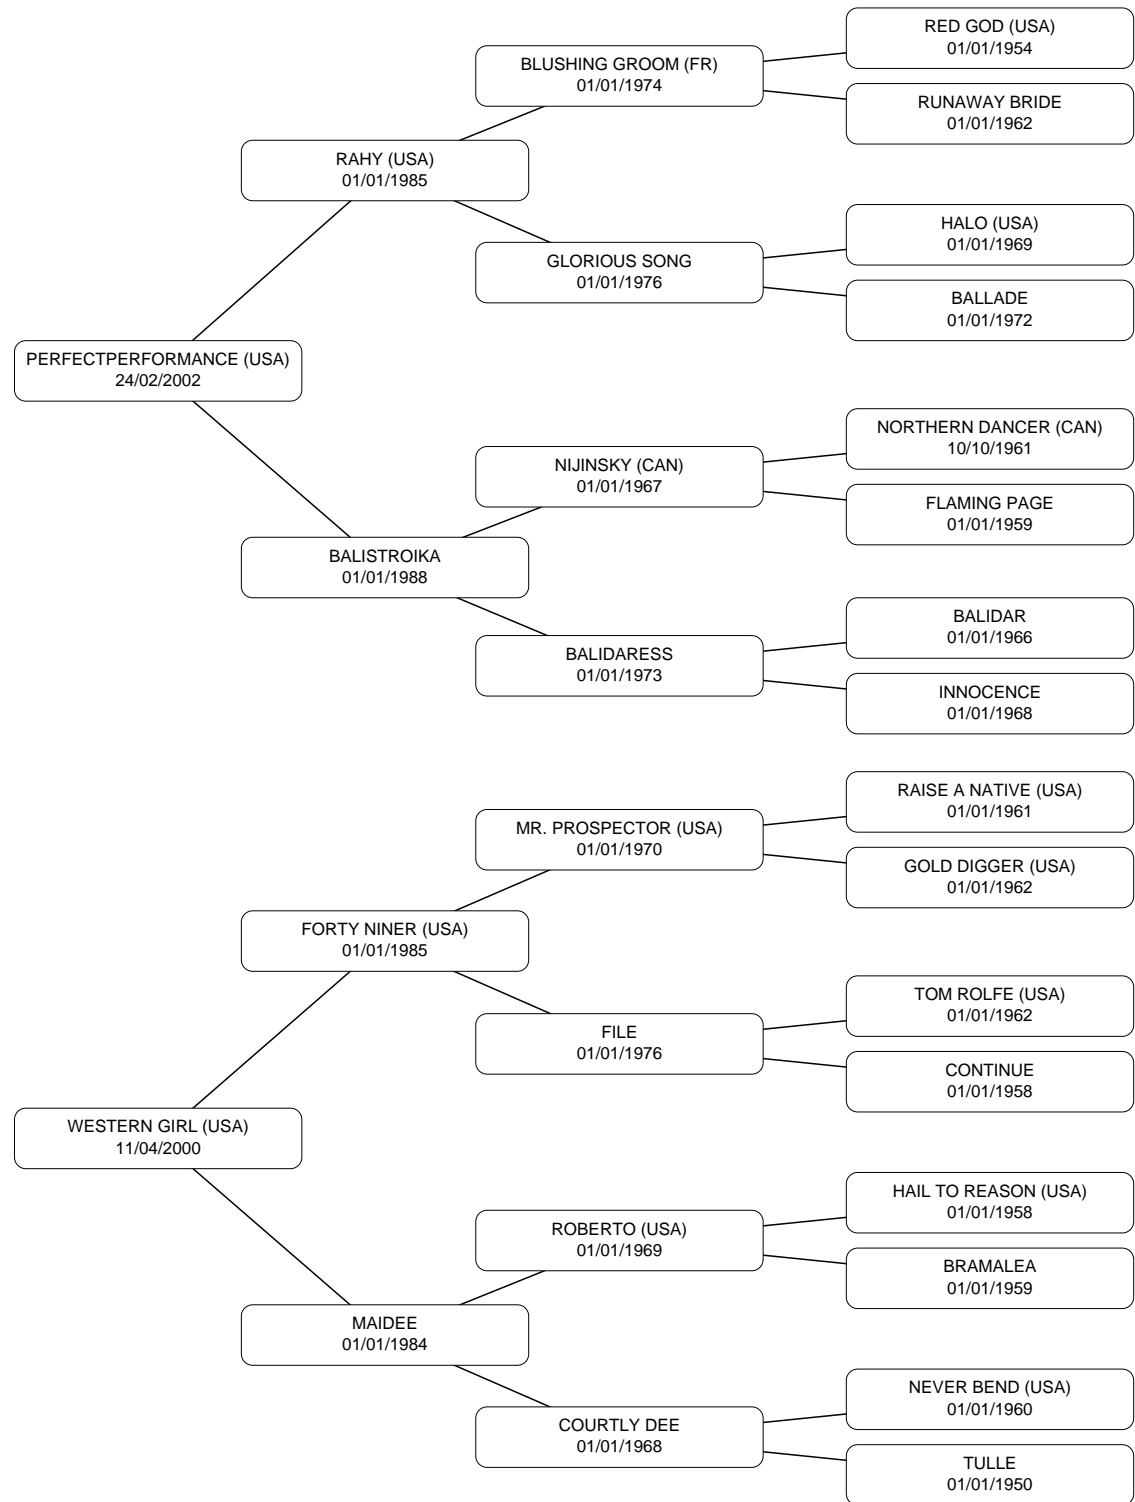 RED GOD (USA)
01/01/1954
BLUSHING GROOM (FR)
01/01/1974
RUNAWAY BRIDE
01/01/1962
RAHY (USA)
01/01/1985
HALO (USA)
01/01/1969
GLORIOUS SONG
01/01/1976
BALLADE
01/01/1972
PERFECTPERFORMANCE (USA)
24/02/2002
NORTHERN DANCER (CAN)
10/10/1961
NIJINSKY (CAN)
01/01/1967
FLAMING PAGE
01/01/1959
BALISTROIKA
01/01/1988
BALIDAR
01/01/1966
BALIDARESS
01/01/1973
INNOCENCE
01/01/1968
RAISE A NATIVE (USA)
01/01/1961
MR. PROSPECTOR (USA)
01/01/1970
GOLD DIGGER (USA)
01/01/1962
FORTY NINER (USA)
01/01/1985
TOM ROLFE (USA)
01/01/1962
FILE
01/01/1976
CONTINUE
01/01/1958
WESTERN GIRL (USA)
11/04/2000
HAIL TO REASON (USA)
01/01/1958
ROBERTO (USA)
01/01/1969
BRAMALEA
01/01/1959
MAIDEE
01/01/1984
NEVER BEND (USA)
01/01/1960
COURTLY DEE
01/01/1968
TULLE
01/01/1950